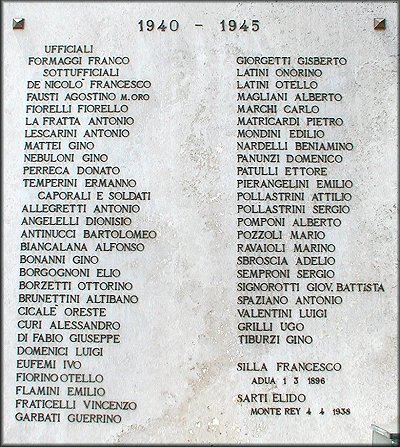 1940 - 1945
UFFICIALI
FORMAGGI FRANCO
SOTTUFFICIALI
DE NICOLO' FRANCESCO
FAUSTI AGOSTINO M.ORO
FIORELLI FIORELLO
LA FRATTA ANTONIO
LESCARINI ANTONIO
MATTEI GINO
NEBULONI GINO
PERRECA DONATO
TEMPERINI ERMANNO
CAPORALI E SOLDATI
ALLEGRETTI ANTONIO
ANGELELLI DIONISIO
ANTINUCCI BARTOLOMEO
BIANCALANA ALFONSO
BONANNI GINO
BORGOGNONI ELIO
BORZETTI OTTORINO
BRUNETTINI ALTIBANO
CICALE' ORESTE
CURI ALESSANDRO
DI FABIO GIUSEPPE
DOMENICI LUIGI
EUFEMI IVO
FIORINO OTELLO
FLAMINI EMILIO
FRATICELLI VINCENZO
GARBATI GUERRINO
GIORGETTI GISBERTO
LATINI ONORINO
LATINI OTELLO
MAGLIANI ALBERTO
MARCHI CARLO
MATRICARDI PIETRO
MONDINI EDILIO
NARDELLI BENIAMINO
PANUNZI DOMENICO
PATULLI ETTORE
PIERANGELINI EMILIO
POLLASTRINI ATTILIO
POLLASTRINI SERGIO
POMPONI ALBERTO
POZZOLI MARIO
RAVAIOLI MARINO
SBROSCIA ADELIO
SEMPRONI SERGIO
SIGNOROTTI GIOV. BATTISTA
SPAZIANO ANTONIO
VALENTINI LUIGI
GRILLI UGO
TIBURZI GINO
SILLA FRANCESCO
ADUA 1 3 1896
SARTI ELIDO
MONTE REY 4 4 1938